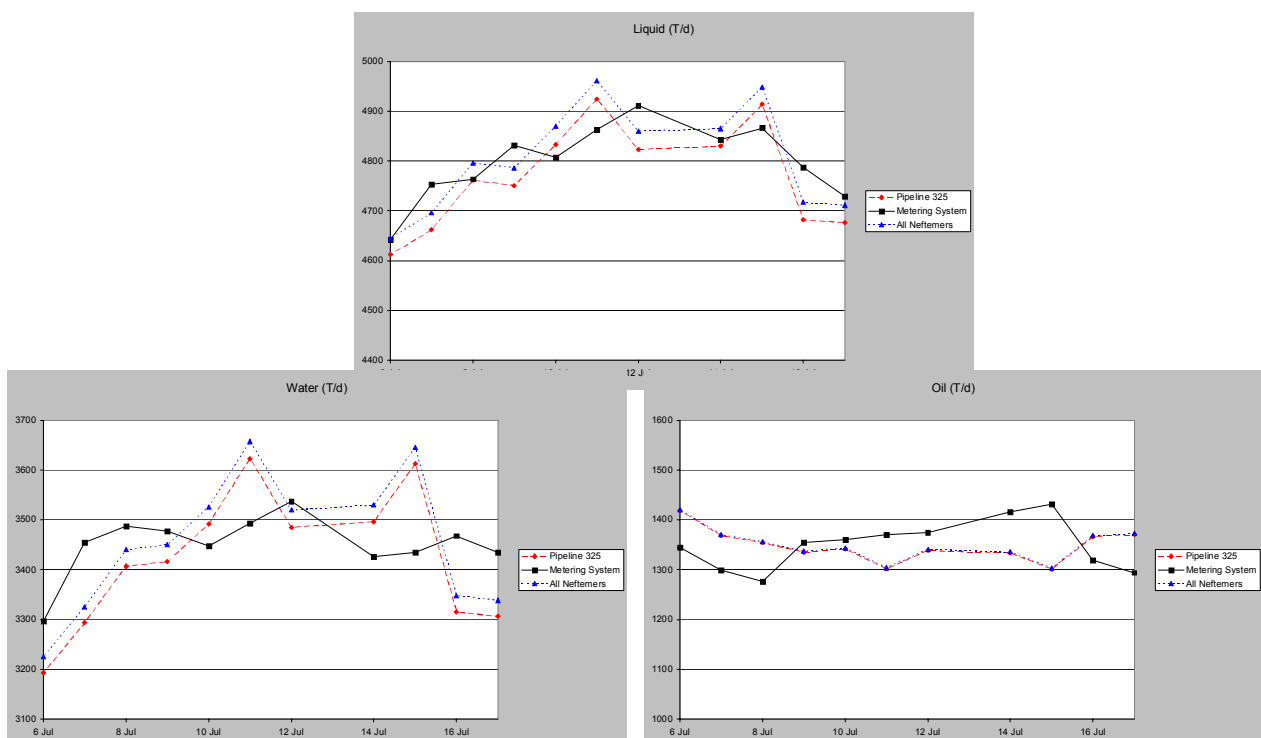 Liquid (T/d)
5000
4900
4800
4700
4600
4500
4400
Pipeline 325
Metering System
All Neftemers
Water (T/d)
3700
3600
3500
3400
3300
3200
3100
6 Jul
8 Jul
10 Jul
12 Jul
14 Jul
16 Jul
Pipeline 325
Metering System
All Neftemers
Oil (T/d)
1600
1500
1400
1300
1200
1100
1000
6 Jul
8 Jul
10 Jul
12 Jul
14 Jul
16 Jul
Pipeline 325
Metering System
All Neftemers